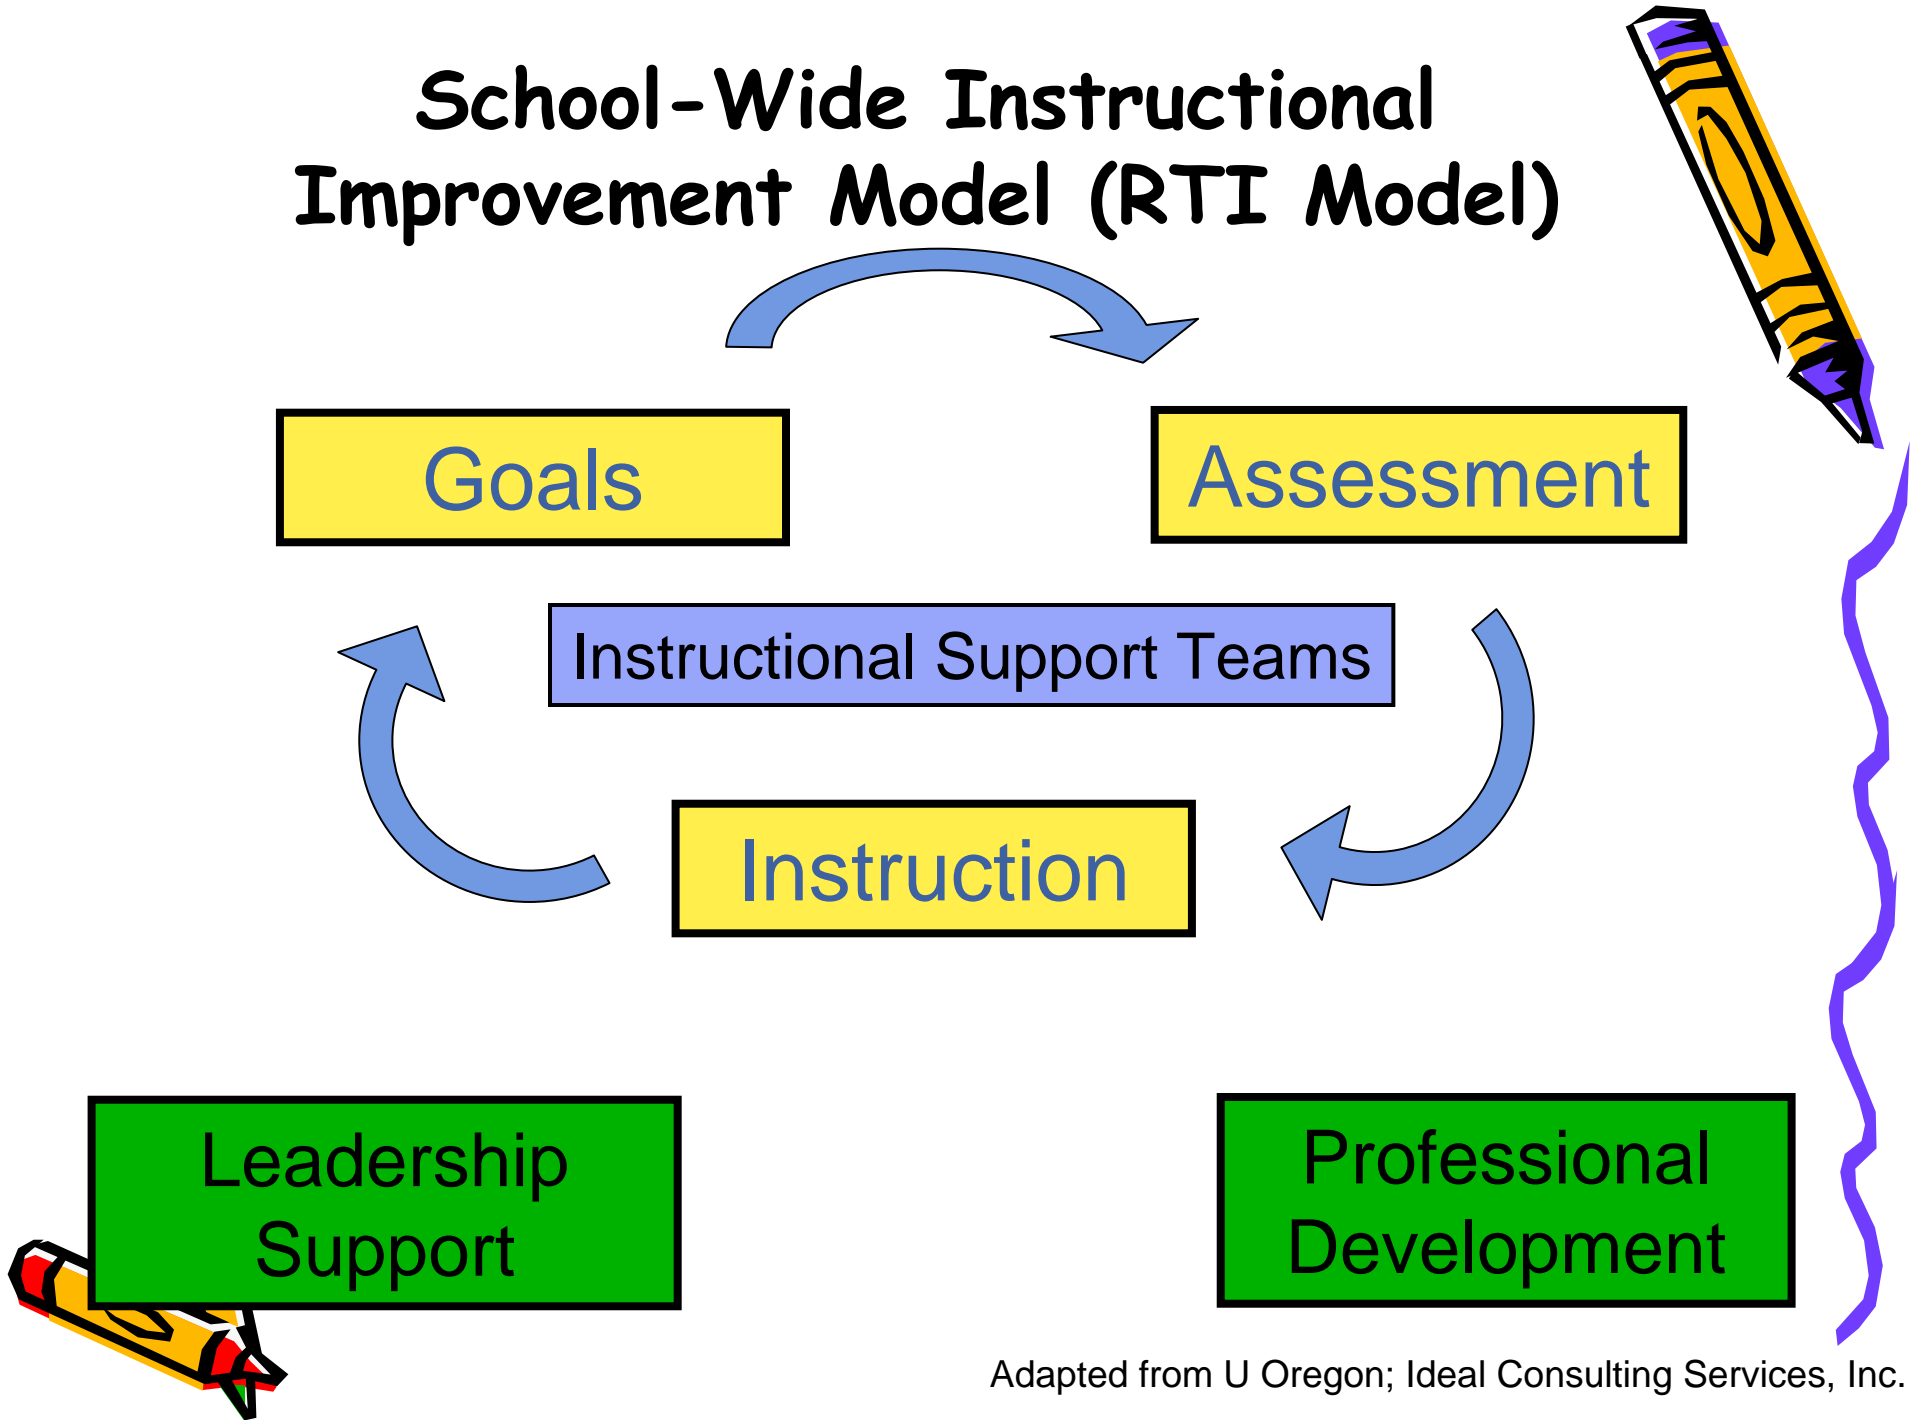 School-Wide Instructional
Improvement Model (RTI Model)
Goals
Assessment
Instructional Support Teams
Instruction
Leadership
Support
Professional
Development
Adapted from U Oregon; Ideal Consulting Services, Inc.